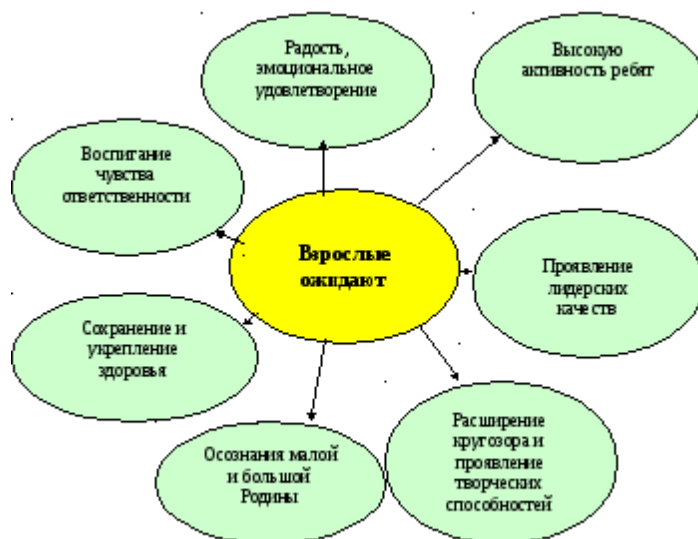 Радость,
эмоциональное
удовлетворение
Высокую
активность ребят
Воспитание
чувства
ответственности
Взрослые
ожидают
Проявление
лидерских
качеств
Сохранение и
укрепление
здоровья
Расширение
кругозора и
проявление
творческих
способностей
Осознания малой
и большой
Родины